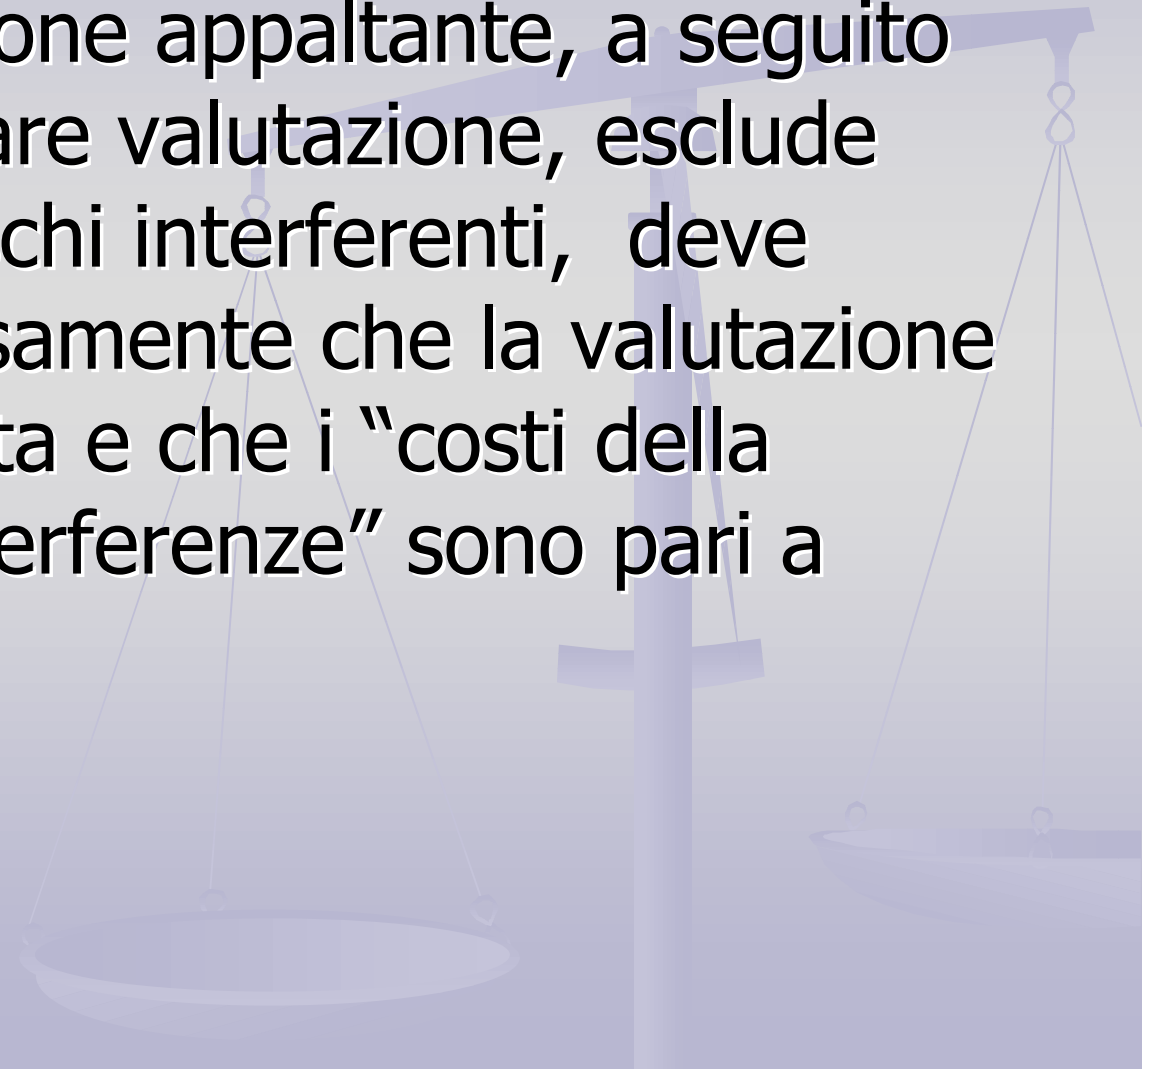 one appaltante, a seguito
are valutazione, esclude
chi interferenti, deve
samente che la valutazione
ta e che i “costi della
erferenze” sono pari a